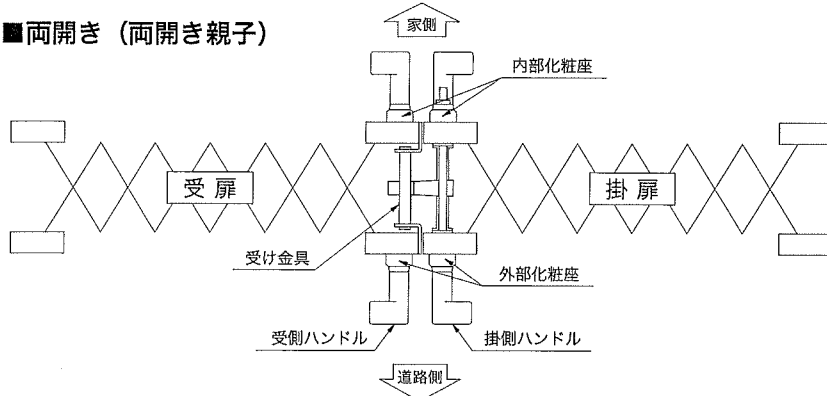 ■両開き（両開き親子）
家側
内部化粧座
受扉
掛扉
受け金具
外部化粧座
受側ハンドル
掛側ハンドル
道路側